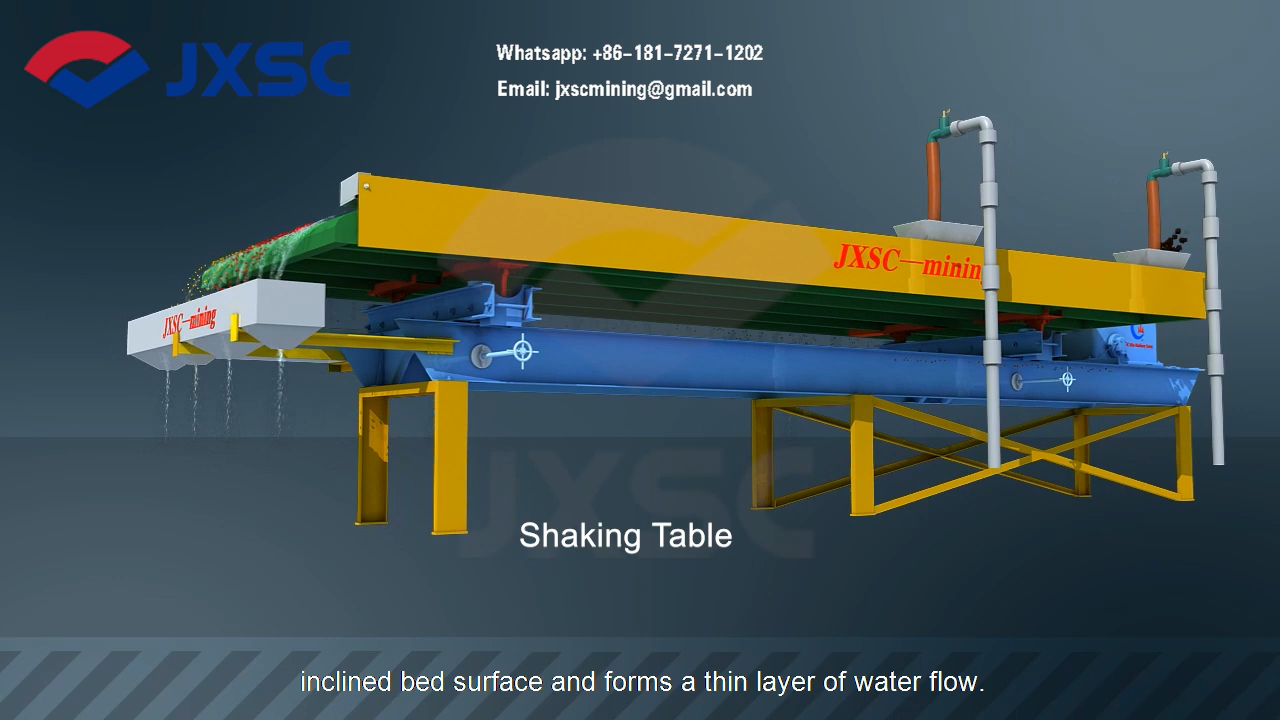 JXSC
Whatsapp: +86-181-7271-1202
Email: jxscmining@gmail.com
JXSC—minin
JXSC—mining
JXSC
Shaking Table
inclined bed surface and forms a thin layer of water flow.